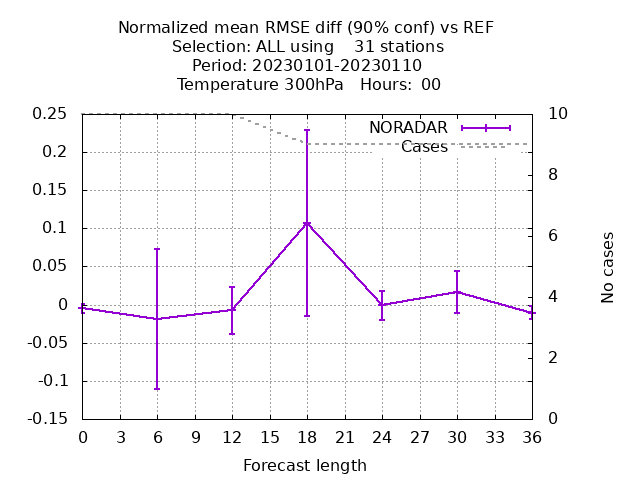 Normalized mean RMSE diff (90% conf) vs REF
Selection: ALL using    31 stations
Period: 20230101-20230110
Temperature 300hPa   Hours:  00
NORADAR
Cases
0.25
0.2
0.15
0.1
0.05
0
-0.05
-0.1
-0.15
10
8
6
4
2
0
No cases
0 3 6 9 12 15 18 21 24 27 30 33 36
Forecast length